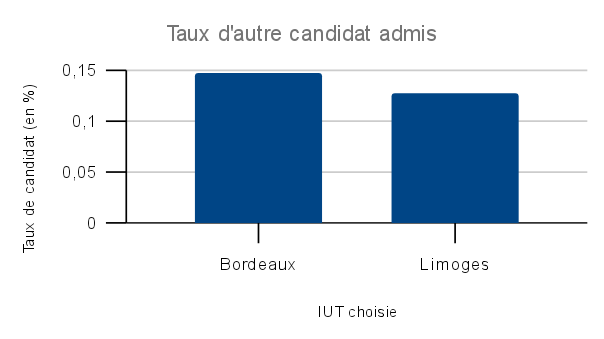 Taux d'autre candidat admis
Taux de candidat (en %)
0,15
0,1
0,05
0
Bordeaux
Limoges
IUT choisie